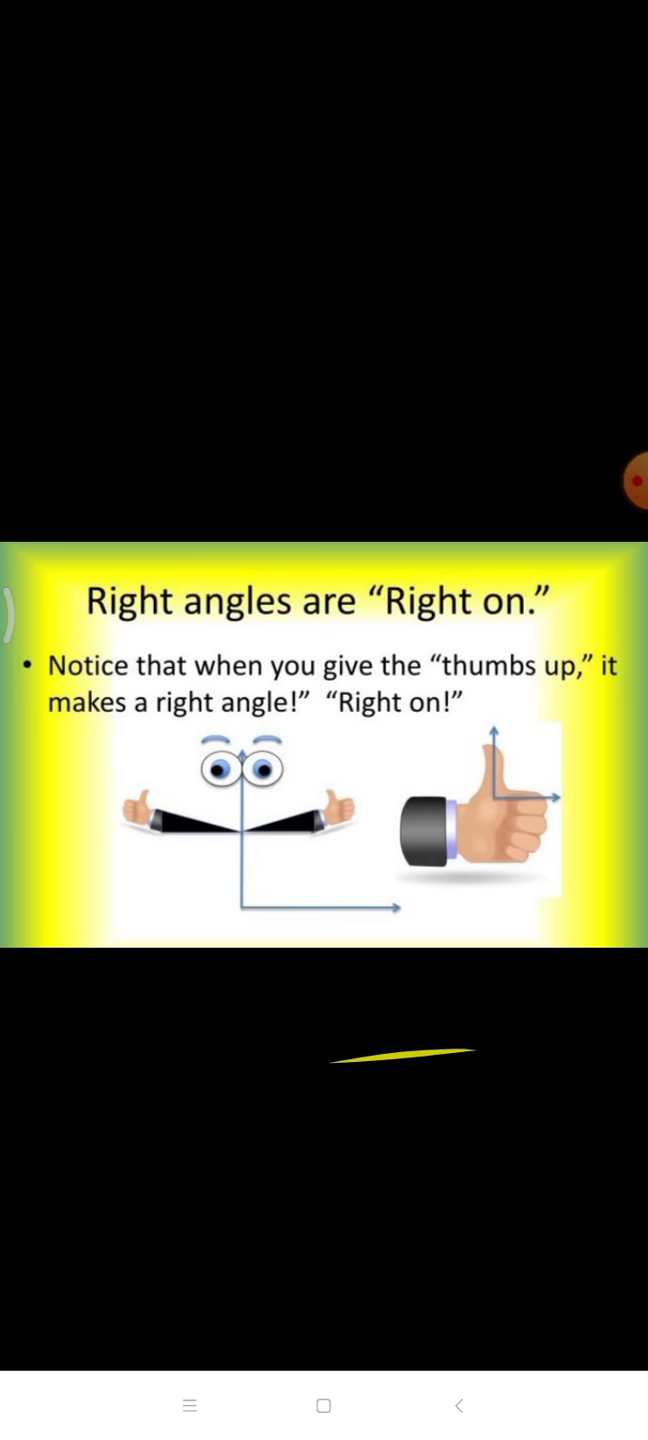 Right angles are “Right on.”
• Notice that when you give the “thumbs up,” it
makes a right angle!” “Right on!”